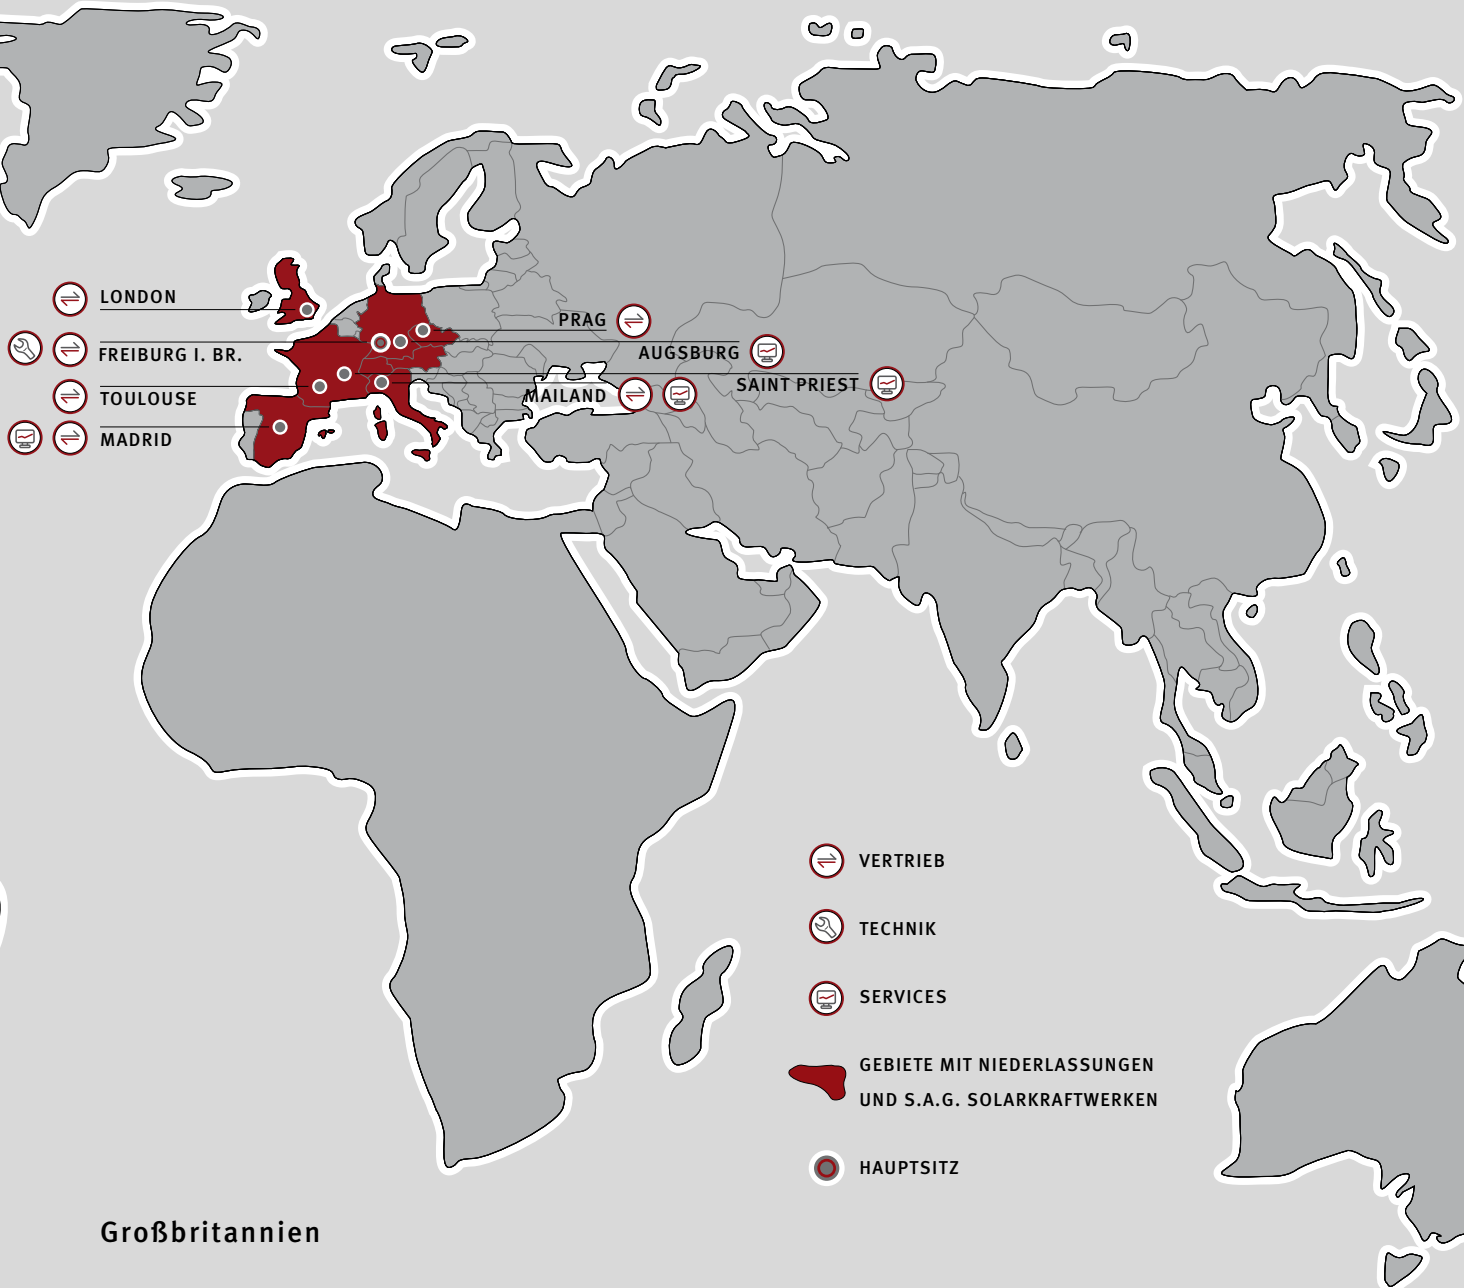 LONDON
FREIBURG I. BR.
TOULOUSE
MADRID
PRAG
AUGSBURG
SAINT PRIEST
MAILAND
VERTRIEB
TECHNIK
SERVICES
GEBIETE MIT NIEDERLASSUNGEN
UND S.A.G. SOLARKRAFTWERKEN
HAUPTSITZ
Großbritannien